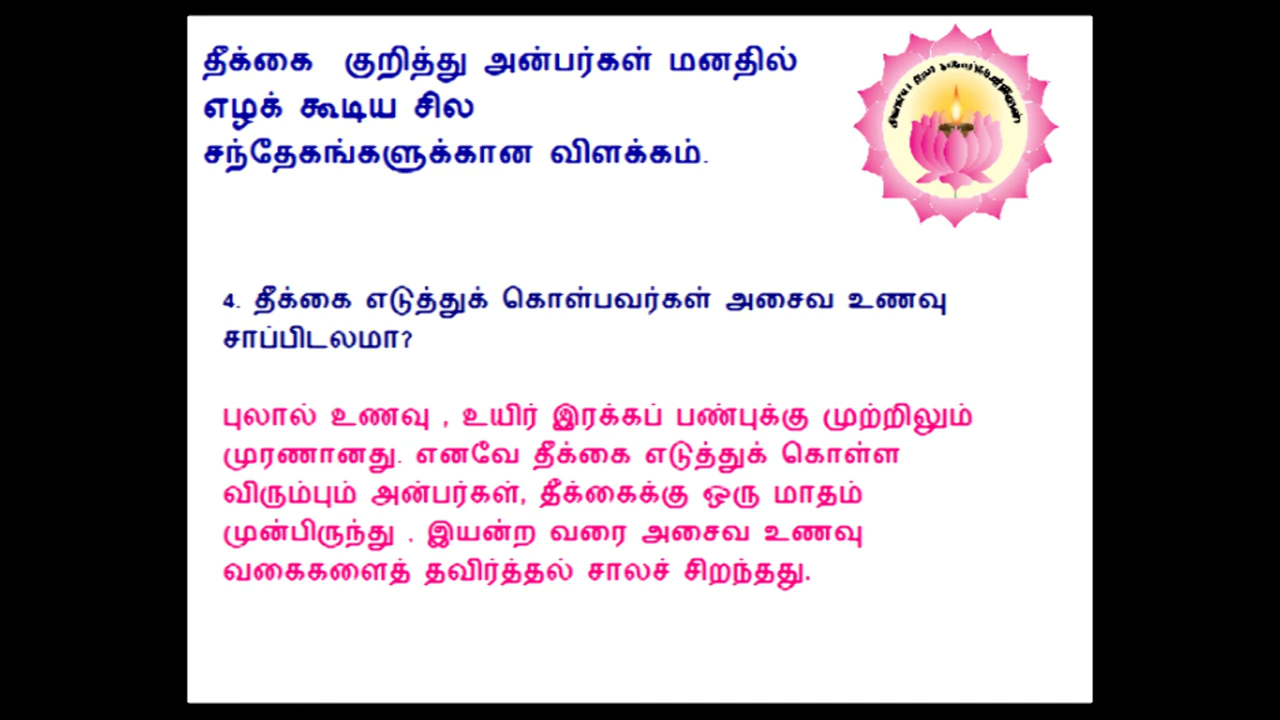 தீக்கை குறித்து அன்பர்கள் மனதில்
எழக் கூடிய சில
சந்தேகங்களுக்கான விளக்கம்.
4. தீக்கை எடுத்துக் கொள்பவர்கள் அசைவ உணவு
சாப்பிடலமா?
புலால் உணவு , உயிர் இரக்கப் பண்புக்கு முற்றிலும்
முரணானது. எனவே தீக்கை எடுத்துக் கொள்ள
விரும்பும் அன்பர்கள், தீக்கைக்கு ஒரு மாதம்
முன்பிருந்து , இயன்ற வரை அசைவ உணவு
வகைகளைத் தவிர்த்தல் சாலச் சிறந்தது.